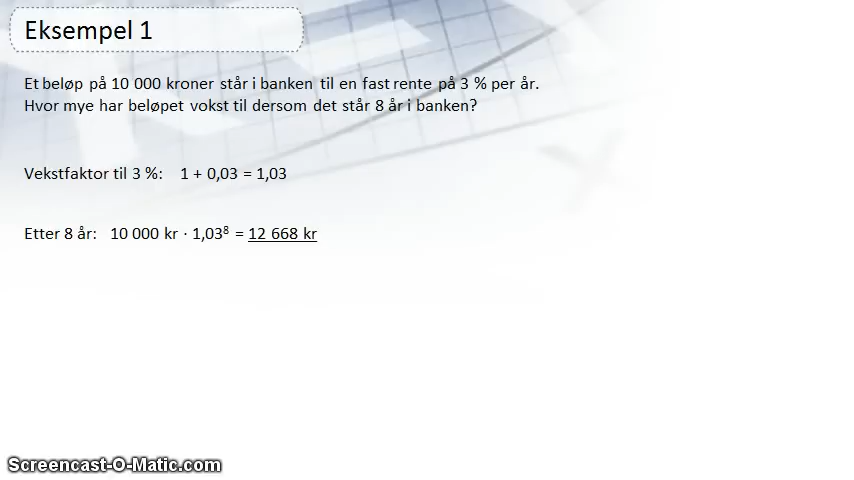 Eksempel 1
Et beløp på 10 000 kroner står i banken til en fast rente på 3 % per år.
Hvor mye har beløpet vokst til dersom det står 8 år i banken?
Vekstfaktor til 3 %: 1 + 0,03 = 1,03
Etter 8 år: 10 000 kr · 1,03⁸ = 12 668 kr
Screencast-O-Matic.com